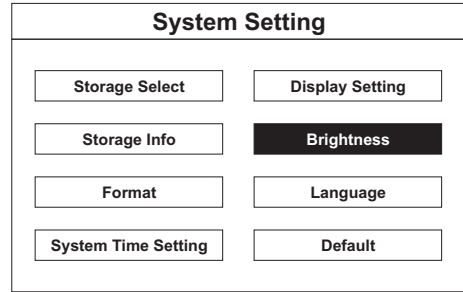 System Setting
Storage Select
Display Setting
Storage Info
Brightness
Format
Language
System Time Setting
Default